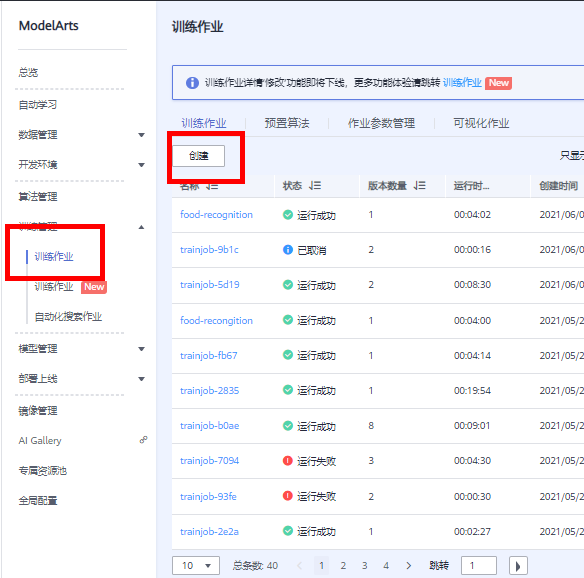 ModelArts
总览
自动学习
数据管理
开发环境
算法管理
训练管理
训练作业
训练作业 New
自动化搜索作业
模型管理
部署上线
镜像管理
AI Gallery
专属资源池
全局配置
训练作业
训练作业详情‘修改’功能即将下线，更多功能体验请跳转 训练作业 New
训练作业 预置算法 作业参数管理 可视化作业
创建 只显示
名称 状态 版本数量 运行时... 创建时间
food-recognition 运行成功 1 00:04:02 2021/06/0
trainjob-9b1c 已取消 2 00:00:16 2021/06/0
trainjob-5d19 运行成功 2 00:08:30 2021/06/0
food-recongition 运行成功 1 00:04:00 2021/05/2
trainjob-fb67 运行成功 1 00:04:14 2021/05/2
trainjob-2835 运行成功 1 00:19:54 2021/05/2
trainjob-b0ae 运行成功 8 00:09:01 2021/05/2
trainjob-7094 运行失败 3 00:04:30 2021/05/2
trainjob-93fe 运行失败 2 00:00:30 2021/05/2
trainjob-2e2a 运行成功 1 00:02:27 2021/05/2
10 总条数: 40 < 1 2 3 4 > 跳转 1